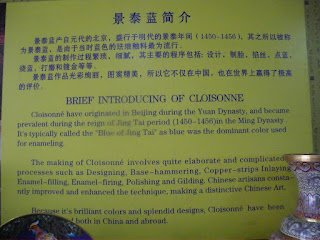 景泰蓝简介
景泰蓝产自元代的北京，盛行于明代的景泰年间（1450-1456），其之所以被称
为景泰蓝，是由于当时蓝色的珐琅釉料最为流行。
景泰蓝的制作过程繁琐，细腻，其主要的程序包括：设计、制胎、掐丝、点蓝，
烧蓝，打磨和镀金等等。
景泰蓝作品光彩绚丽，图案精美，所以它不仅在中国，也在世界上赢得了极高
的评价.
BRIEF INTRODUCING OF CLOISONNE
Cloisonné have originated in Beijing during the Yuan Dynasty, and became
prevalent during the reign of Jing Tai period (1450-1456)in the Ming Dynasty
It's typically called the "Blue of Jing Tai" as blue was the dominant color used
for enameling.
The making of Cloisonné involves quite elaborate and complicated
processes such as Designing, Base-hammering, Copper-strips Inlaying
Enamel-filling, Enamel-firing, Polishing and Gilding. Chinese artisans consta-
ntly improved and enhanced the technique, making a distinctive Chinese Art.
Because it's brilliant colors and splendid designs, Cloisonné have been
both in China and abroad.